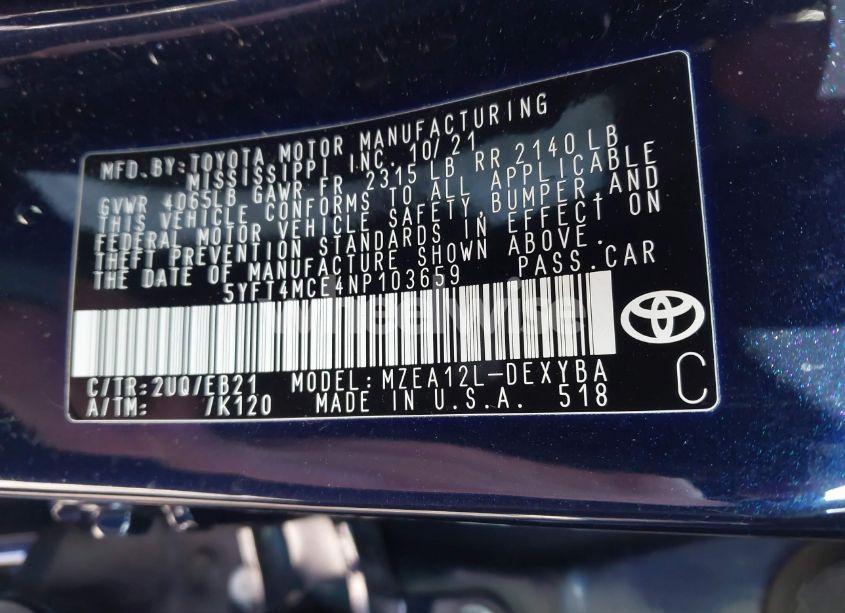 MFD.BY:TOYOTA MOTOR MANUFACTURING
MISSISSIPPI INC. 10/21
GVWR 4065LB GAWR FR 2315 LB RR 2140 LB
THIS VEHICLE CONFORMS TO ALL APPLICABLE
FEDERAL MOTOR VEHICLE SAFETY,BUMPER,AND
THEFT PREVENTION STANDARDS IN EFFECT ON
THE DATE OF MANUFACTURE SHOWN ABOVE.
5YFT4MCE4NP103659 PASS.CAR
wheelwise
C/TR:2UQ/EB21 MODEL:MZEA12L-DEXYBA
A/TM: /K120 MADE IN U.S.A. 518
C